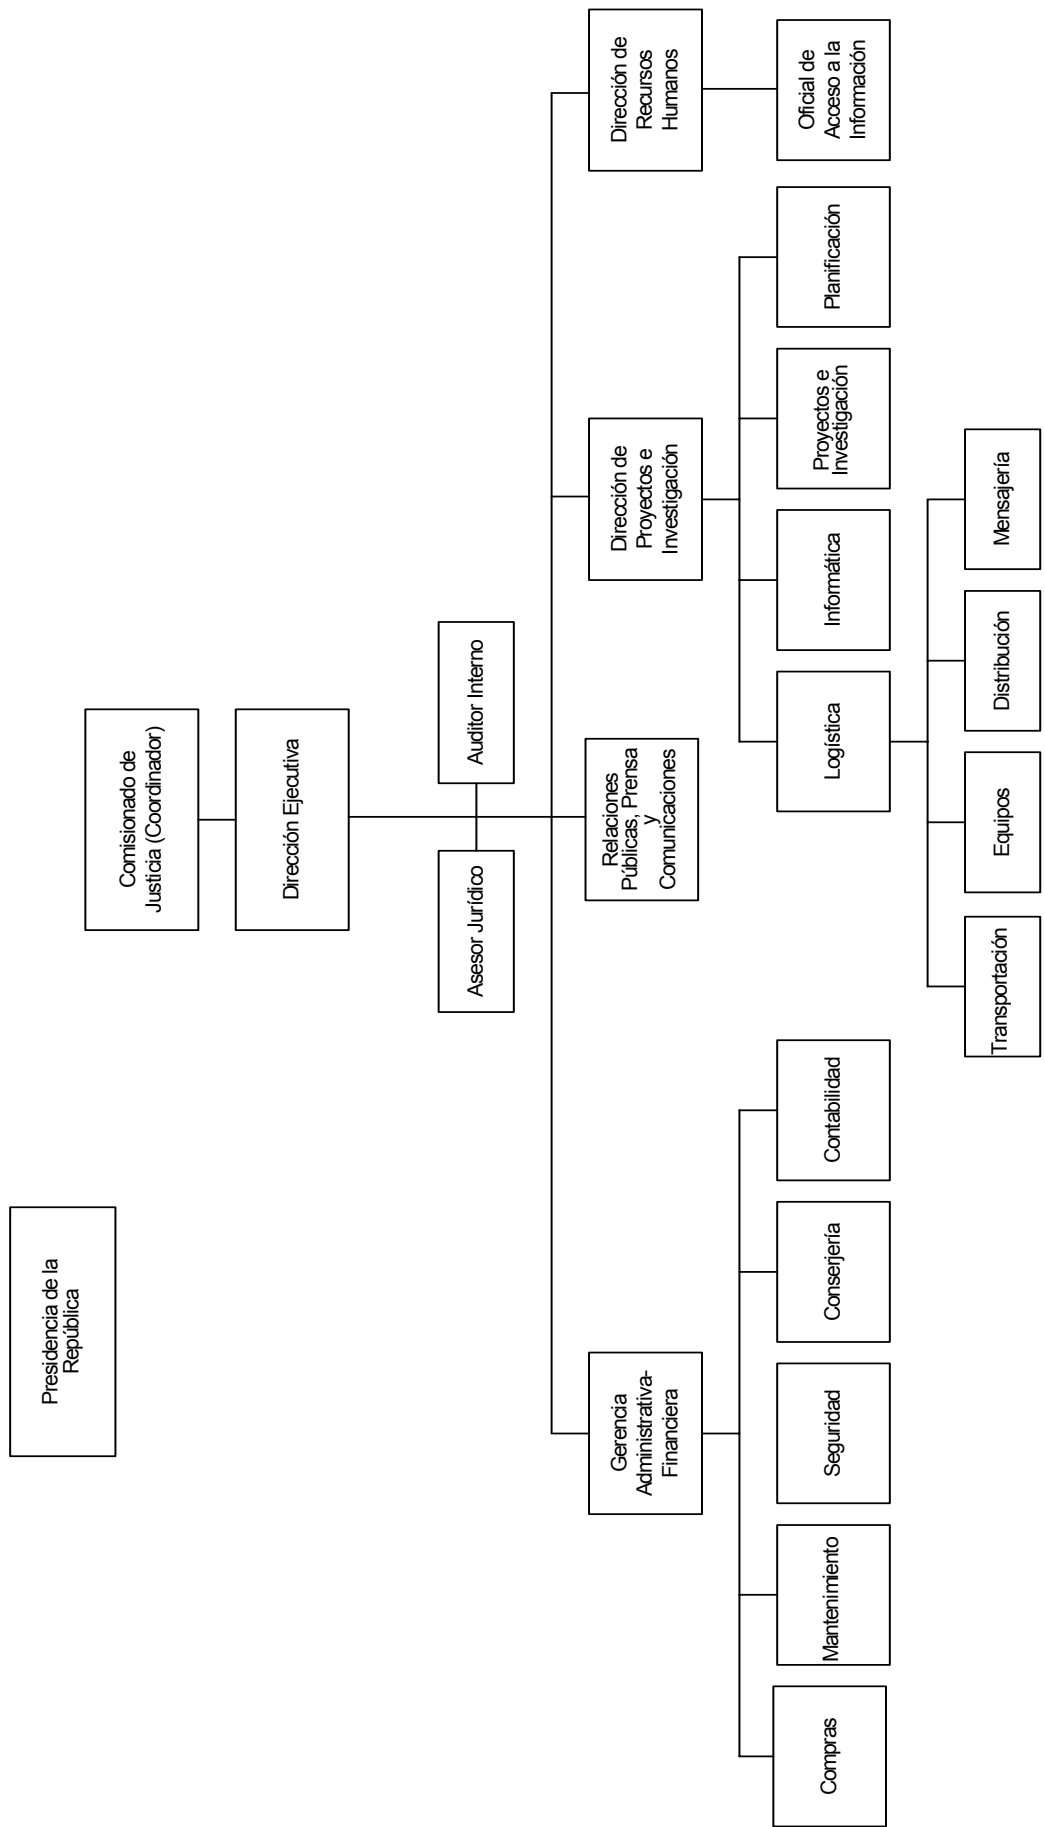 Presidencia de la
República
Comisionado de
Justicia (Coordinador)
Dirección Ejecutiva
Asesor Jurídico
Auditor Interno
Gerencia
Administrativa-
Financiera
Relaciones
Públicas, Prensa
y
Comunicaciones
Dirección de
Proyectos e
Investigación
Dirección de
Recursos
Humanos
Compras
Mantenimiento
Seguridad
Conserjería
Contabilidad
Logística
Informática
Proyectos e
Investigación
Planificación
Oficial de
Acceso a la
Información
Transportación
Equipos
Distribución
Mensajería